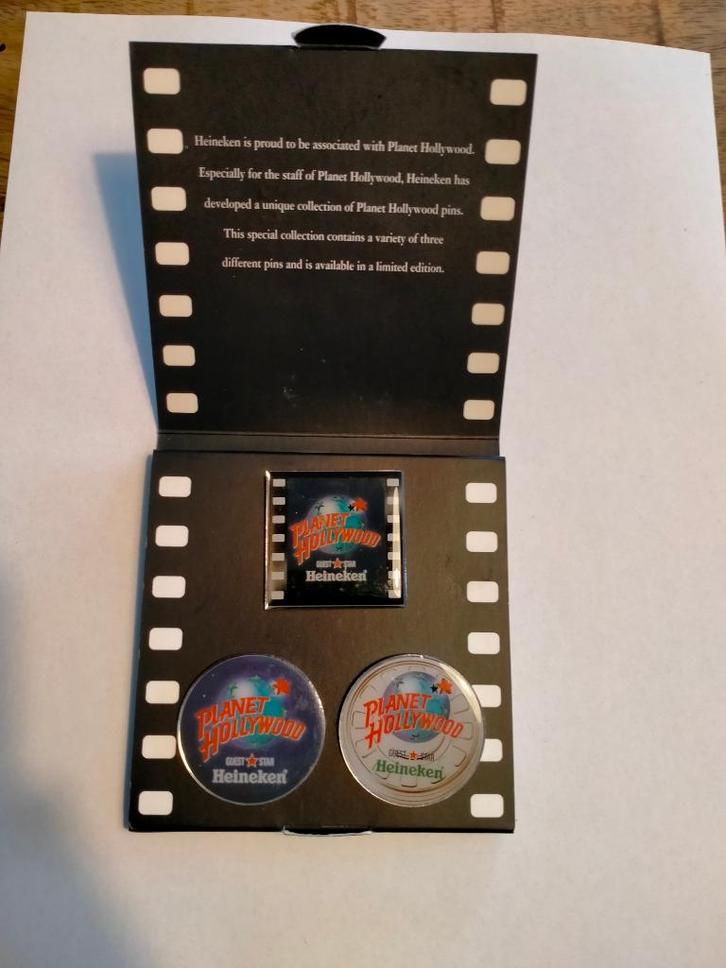 Heineken is proud to be associated with Planet Hollywood.
Especially for the staff of Planet Hollywood, Heineken has
developed a unique collection of Planet Hollywood pins.
This special collection contains a variety of three
different pins and is available in a limited edition.
PLANET
HOLLYWOOD
GUEST STAR
Heineken
PLANET
HOLLYWOOD
GUEST STAR
Heineken
PLANET
HOLLYWOOD
GUEST STAR
Heineken